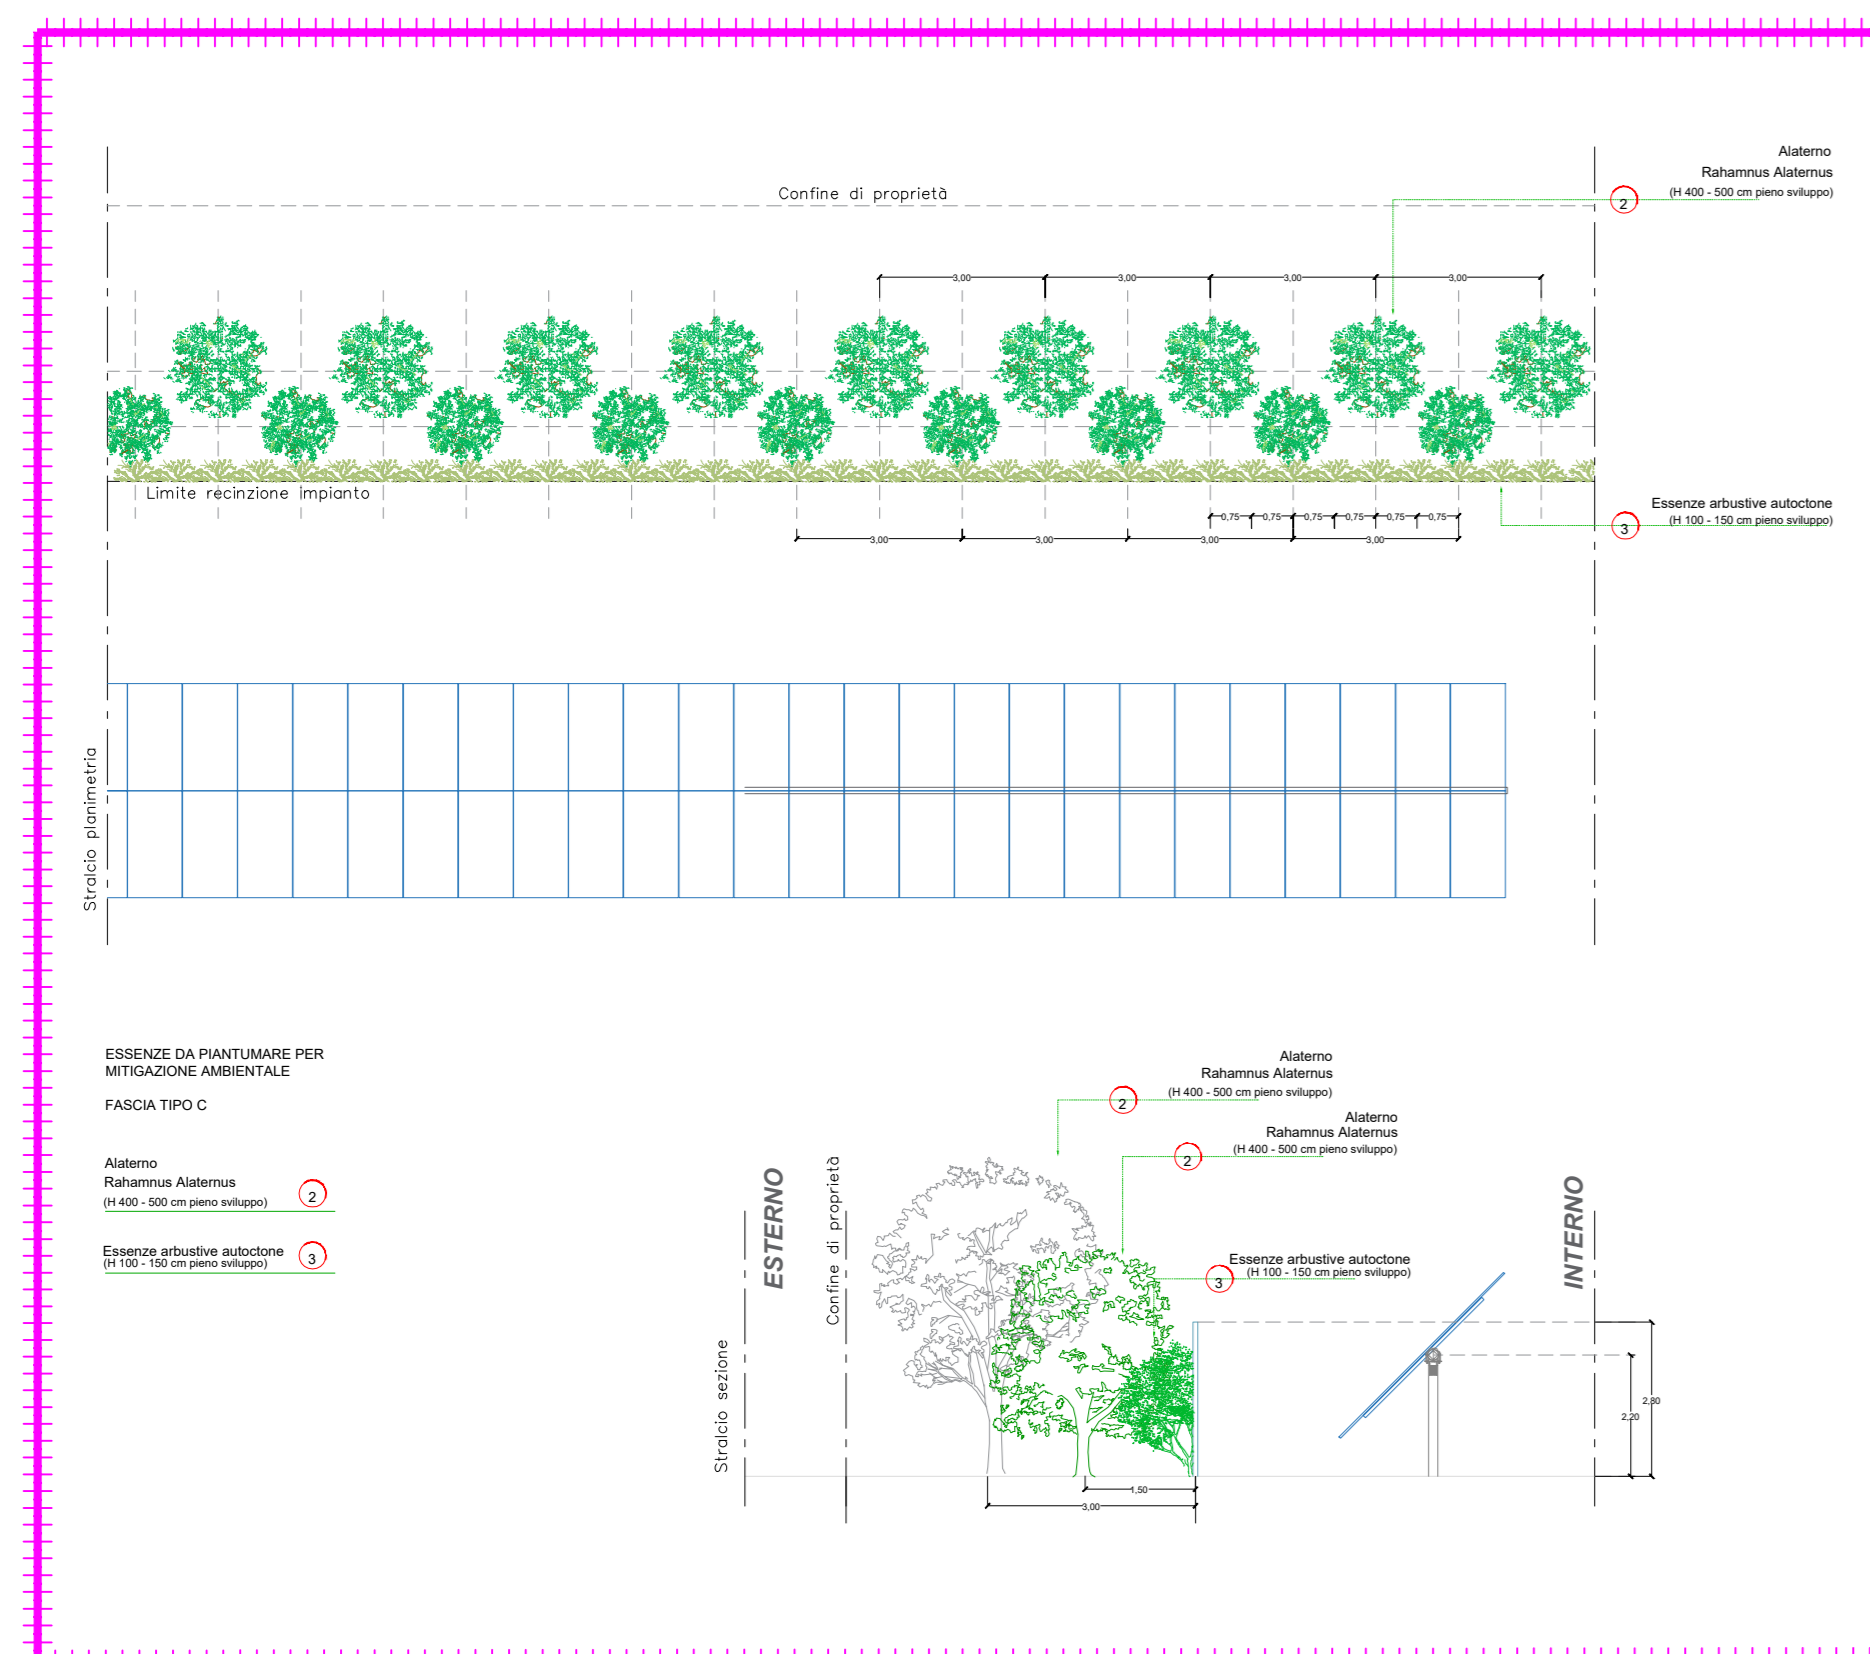 Alaterno
Rahamnus Alaternus
(H 400 - 500 cm pieno sviluppo)
2
Confine di proprietà
3,00
3,00
3,00
3,00
Limite recinzione impianto
Essenze arbustive autoctone
(H 100 - 150 cm pieno sviluppo)
3
0,75
0,75
0,75
0,75
0,75
0,75
3,00
3,00
3,00
3,00
Stralcio planimetria
ESSENZE DA PIANTUMARE PER
MITIGAZIONE AMBIENTALE
FASCIA TIPO C
Alaterno
Rahamnus Alaternus
(H 400 - 500 cm pieno sviluppo)
2
Essenze arbustive autoctone
(H 100 - 150 cm pieno sviluppo)
3
Alaterno
Rahamnus Alaternus
(H 400 - 500 cm pieno sviluppo)
2
Alaterno
Rahamnus Alaternus
(H 400 - 500 cm pieno sviluppo)
2
Essenze arbustive autoctone
(H 100 - 150 cm pieno sviluppo)
3
Stralcio sezione
ESTERNO
Confine di proprietà
INTERNO
2,80
2,20
1,50
3,00